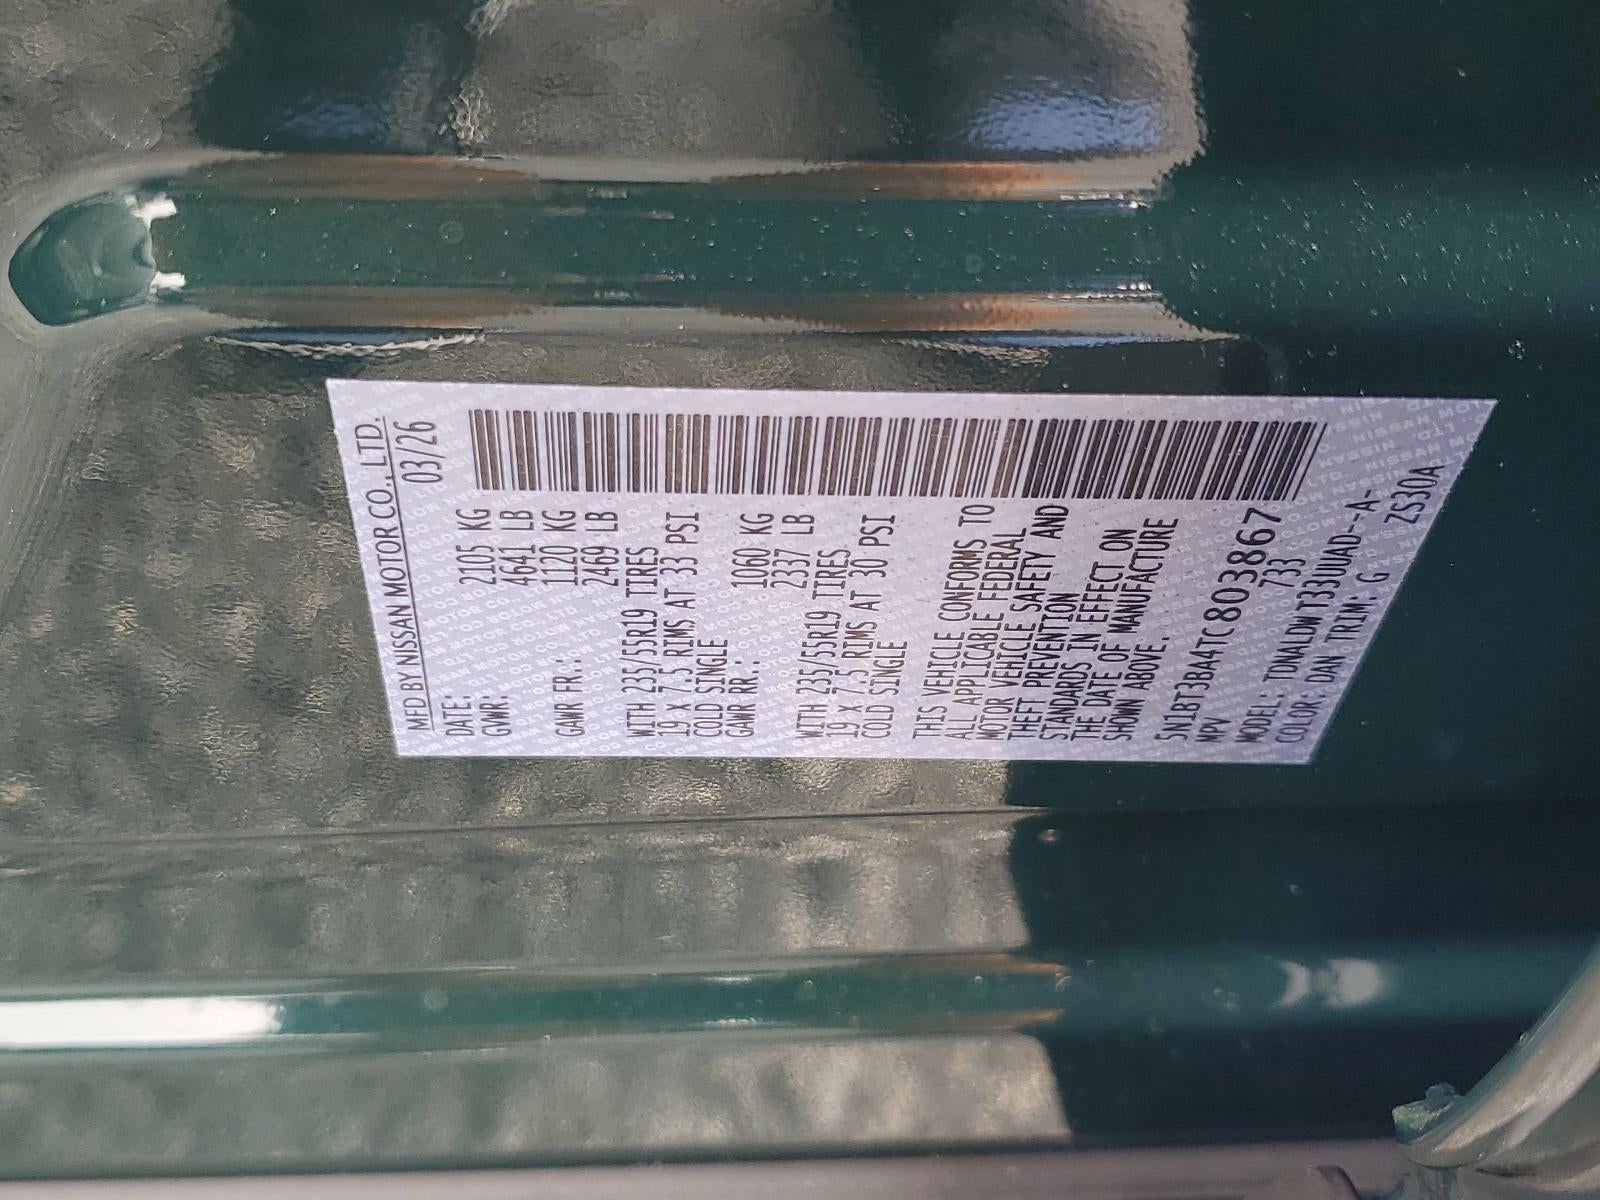 MFD BY NISSAN MOTOR CO., LTD.
DATE: 03/26
GVWR: 2105 KG
4641 LB
GAWR FR.: 1120 KG
2469 LB
WITH 235/55R19 TIRES
19 X 7.5 RIMS AT 33 PSI
COLD SINGLE
GAWR RR.: 1060 KG
2337 LB
WITH 235/55R19 TIRES
19 X 7.5 RIMS AT 30 PSI
COLD SINGLE
THIS VEHICLE CONFORMS TO
ALL APPLICABLE FEDERAL
MOTOR VEHICLE SAFETY AND
THEFT PREVENTION
STANDARDS IN EFFECT ON
THE DATE OF MANUFACTURE
SHOWN ABOVE.
5N1BT3BA4TC803867
MPV 733
MODEL: TDNALDWT33UUAD--A-
COLOR: DAN TRIM: G ZS30A